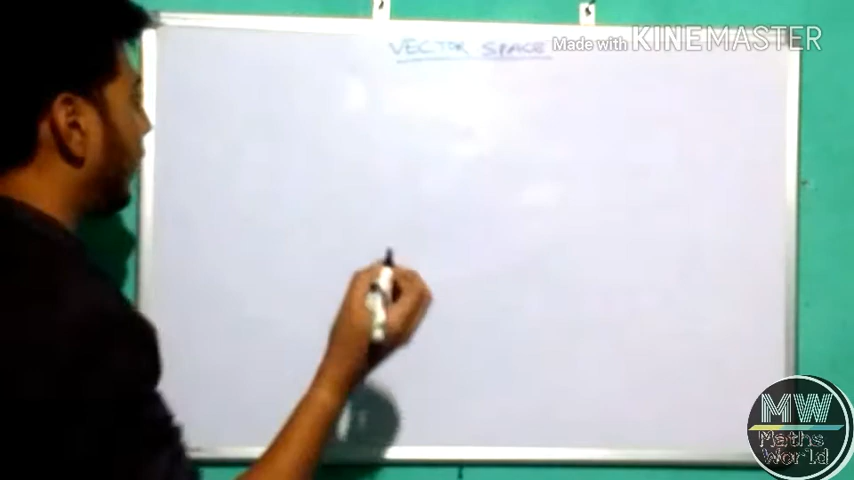 VECTOR SPACE
Made with KINEMASTER
MW
Maths
World